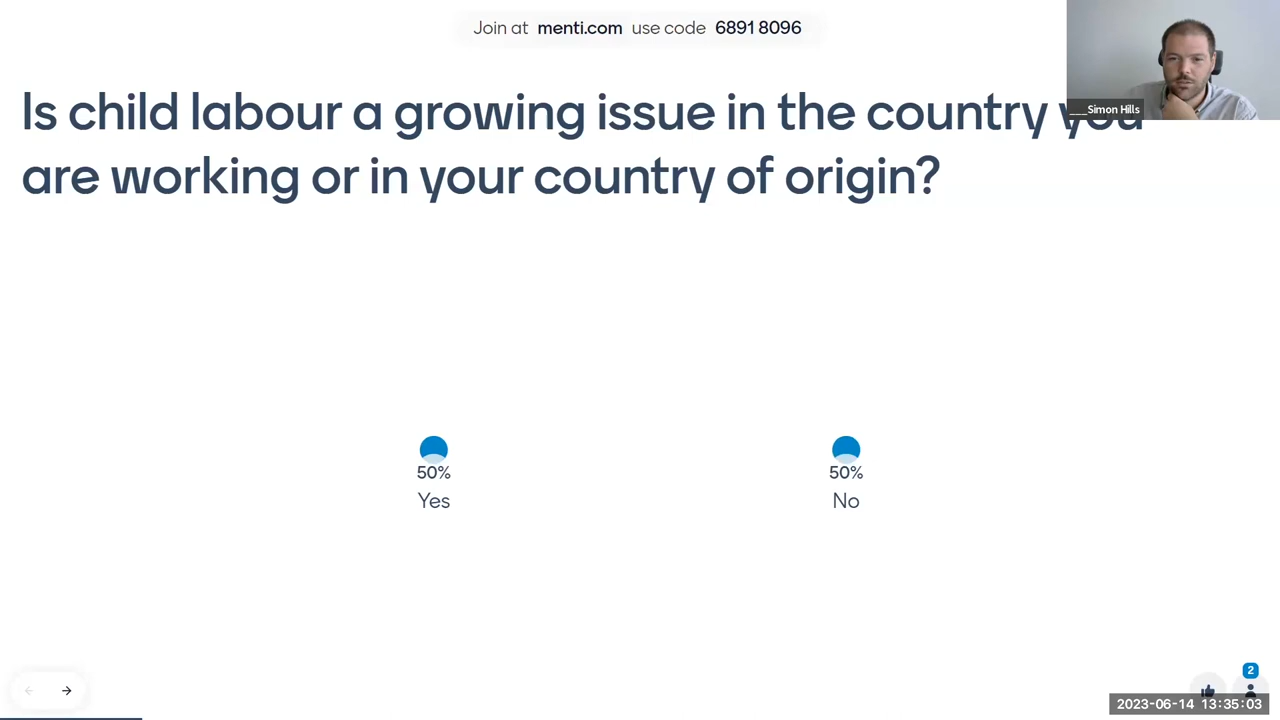 Join at menti.com use code 6891 8096
Is child labour a growing issue in the country you
are working or in your country of origin?
___Simon Hills
50%
50%
Yes
No
2
2023-06-14 13:35:03